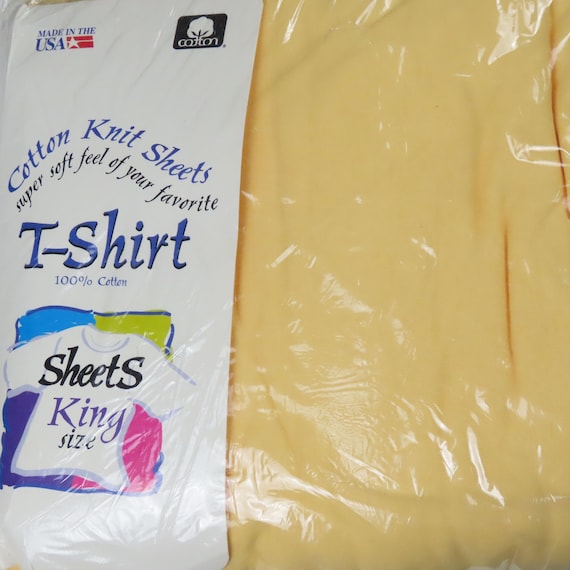 MADE IN THE
USA
cotton
Cotton Knit Sheets
super soft feel of your favorite
T-Shirt
100% Cotton
Sheets
King
size